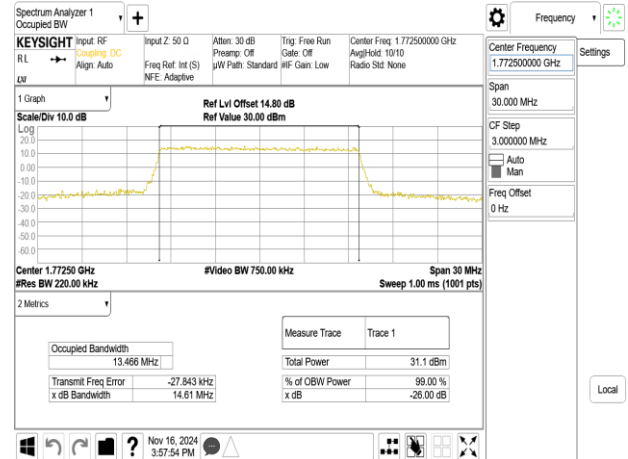 Spectrum Analyzer 1
Occupied BW
Frequency
KEYSIGHT
RL
LXI
Input: RF
Coupling: DC
Align: Auto
Input Z: 50 Ω
Freq Ref: Int (S)
NFE: Adaptive
Atten: 30 dB
Preamp: Off
µW Path: Standard
Trig: Free Run
Gate: Off
#IF Gain: Low
Center Freq: 1.772500000 GHz
Avg|Hold: 10/10
Radio Std: None
Center Frequency
1.772500000 GHz
Settings
Span
30.000 MHz
CF Step
3.000000 MHz
Auto
Man
Freq Offset
0 Hz
Local
1 Graph
Scale/Div 10.0 dB
Ref Lvl Offset 14.80 dB
Ref Value 30.00 dBm
Log
20.0
10.0
0.00
-10.0
-20.0
-30.0
-40.0
-50.0
-60.0
Center 1.77250 GHz
#Video BW 750.00 kHz
Span 30 MHz
#Res BW 220.00 kHz
Sweep 1.00 ms (1001 pts)
2 Metrics
Measure Trace Trace 1
Occupied Bandwidth
13.466 MHz
Total Power 31.1 dBm
Transmit Freq Error -27.843 kHz
% of OBW Power 99.00 %
x dB Bandwidth 14.61 MHz
x dB -26.00 dB
Nov 16, 2024
3:57:54 PM